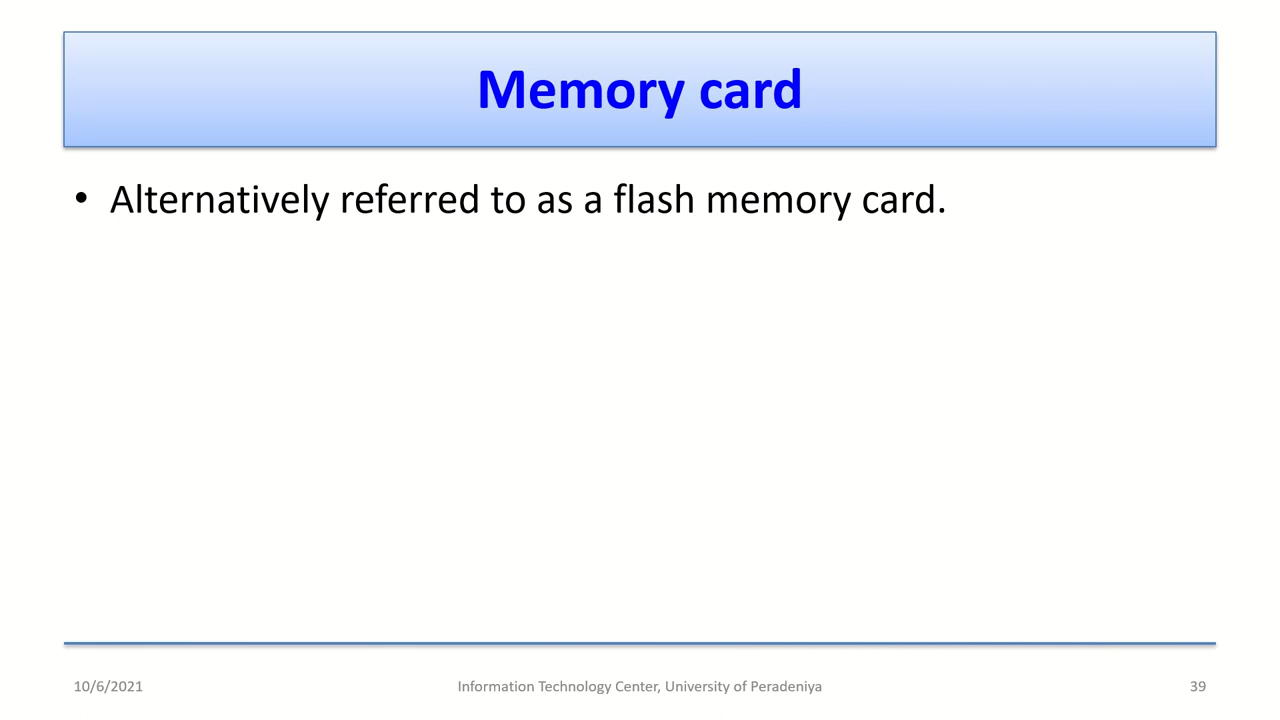 Memory card
• Alternatively referred to as a flash memory card.
10/6/2021
Information Technology Center, University of Peradeniya
39